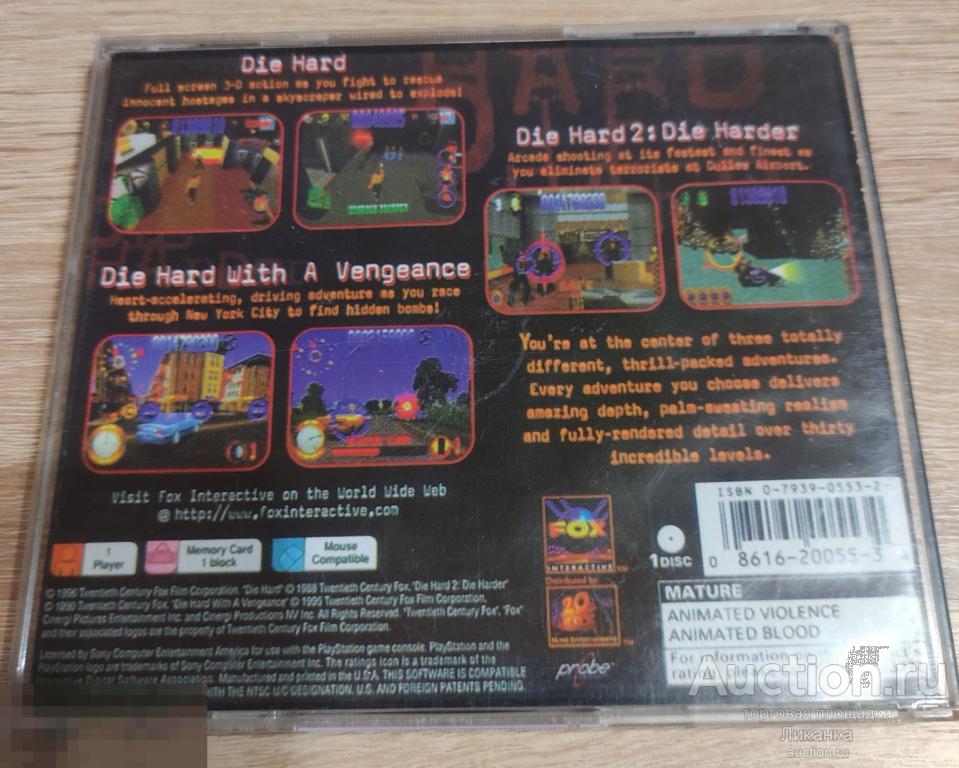 Die Hard
Full screen 3-D action as you fight to rescue
innocent hostages in a skyscraper wired to explode!
Die Hard 2: Die Harder
Arcade shooting at its fastest and finest as
you eliminate terrorists at Dulles Airport.
Die Hard With A Vengeance
Heart-accelerating, driving adventure as you race
through New York City to find hidden bombs!
You're at the center of three totally
different, thrill-packed adventures.
Every adventure you choose delivers
amazing depth, palm-sweating realism
and fully-rendered detail over thirty
incredible levels.
Visit Fox Interactive on the World Wide Web
@ http://www.foxinteractive.com
1
Player
Memory Card
1 block
Mouse
Compatible
© 1996 Twentieth Century Fox Film Corporation. "Die Hard" © 1988 Twentieth Century Fox. "Die Hard 2: Die Harder"
© 1990 Twentieth Century Fox. "Die Hard With A Vengeance" © 1995 Twentieth Century Fox Film Corporation,
Cinergi Pictures Entertainment Inc. and Cinergi Productions NV Inc. All Rights Reserved. "Twentieth Century Fox", "Fox"
and their associated logos are the property of Twentieth Century Fox Film Corporation.
Licensed by Sony Computer Entertainment America for use with the PlayStation game console. PlayStation and the
PlayStation logo are trademarks of Sony Computer Entertainment Inc. The ratings icon is a trademark of the
Interactive Digital Software Association. Manufactured and printed in the U.S.A. THIS SOFTWARE IS COMPATIBLE
WITH THE NTSC U/C DESIGNATION. U.S. AND FOREIGN PATENTS PENDING.
FOX
INTERACTIVE™
Distributed by
Home Entertainment
probe
1 DISC
ISBN 0-7939-0553-2
0 8616-20055-3
MATURE
ANIMATED VIOLENCE
ANIMATED BLOOD
For information
Auction.ru
торговая площадка
Ликанка
auction.ru